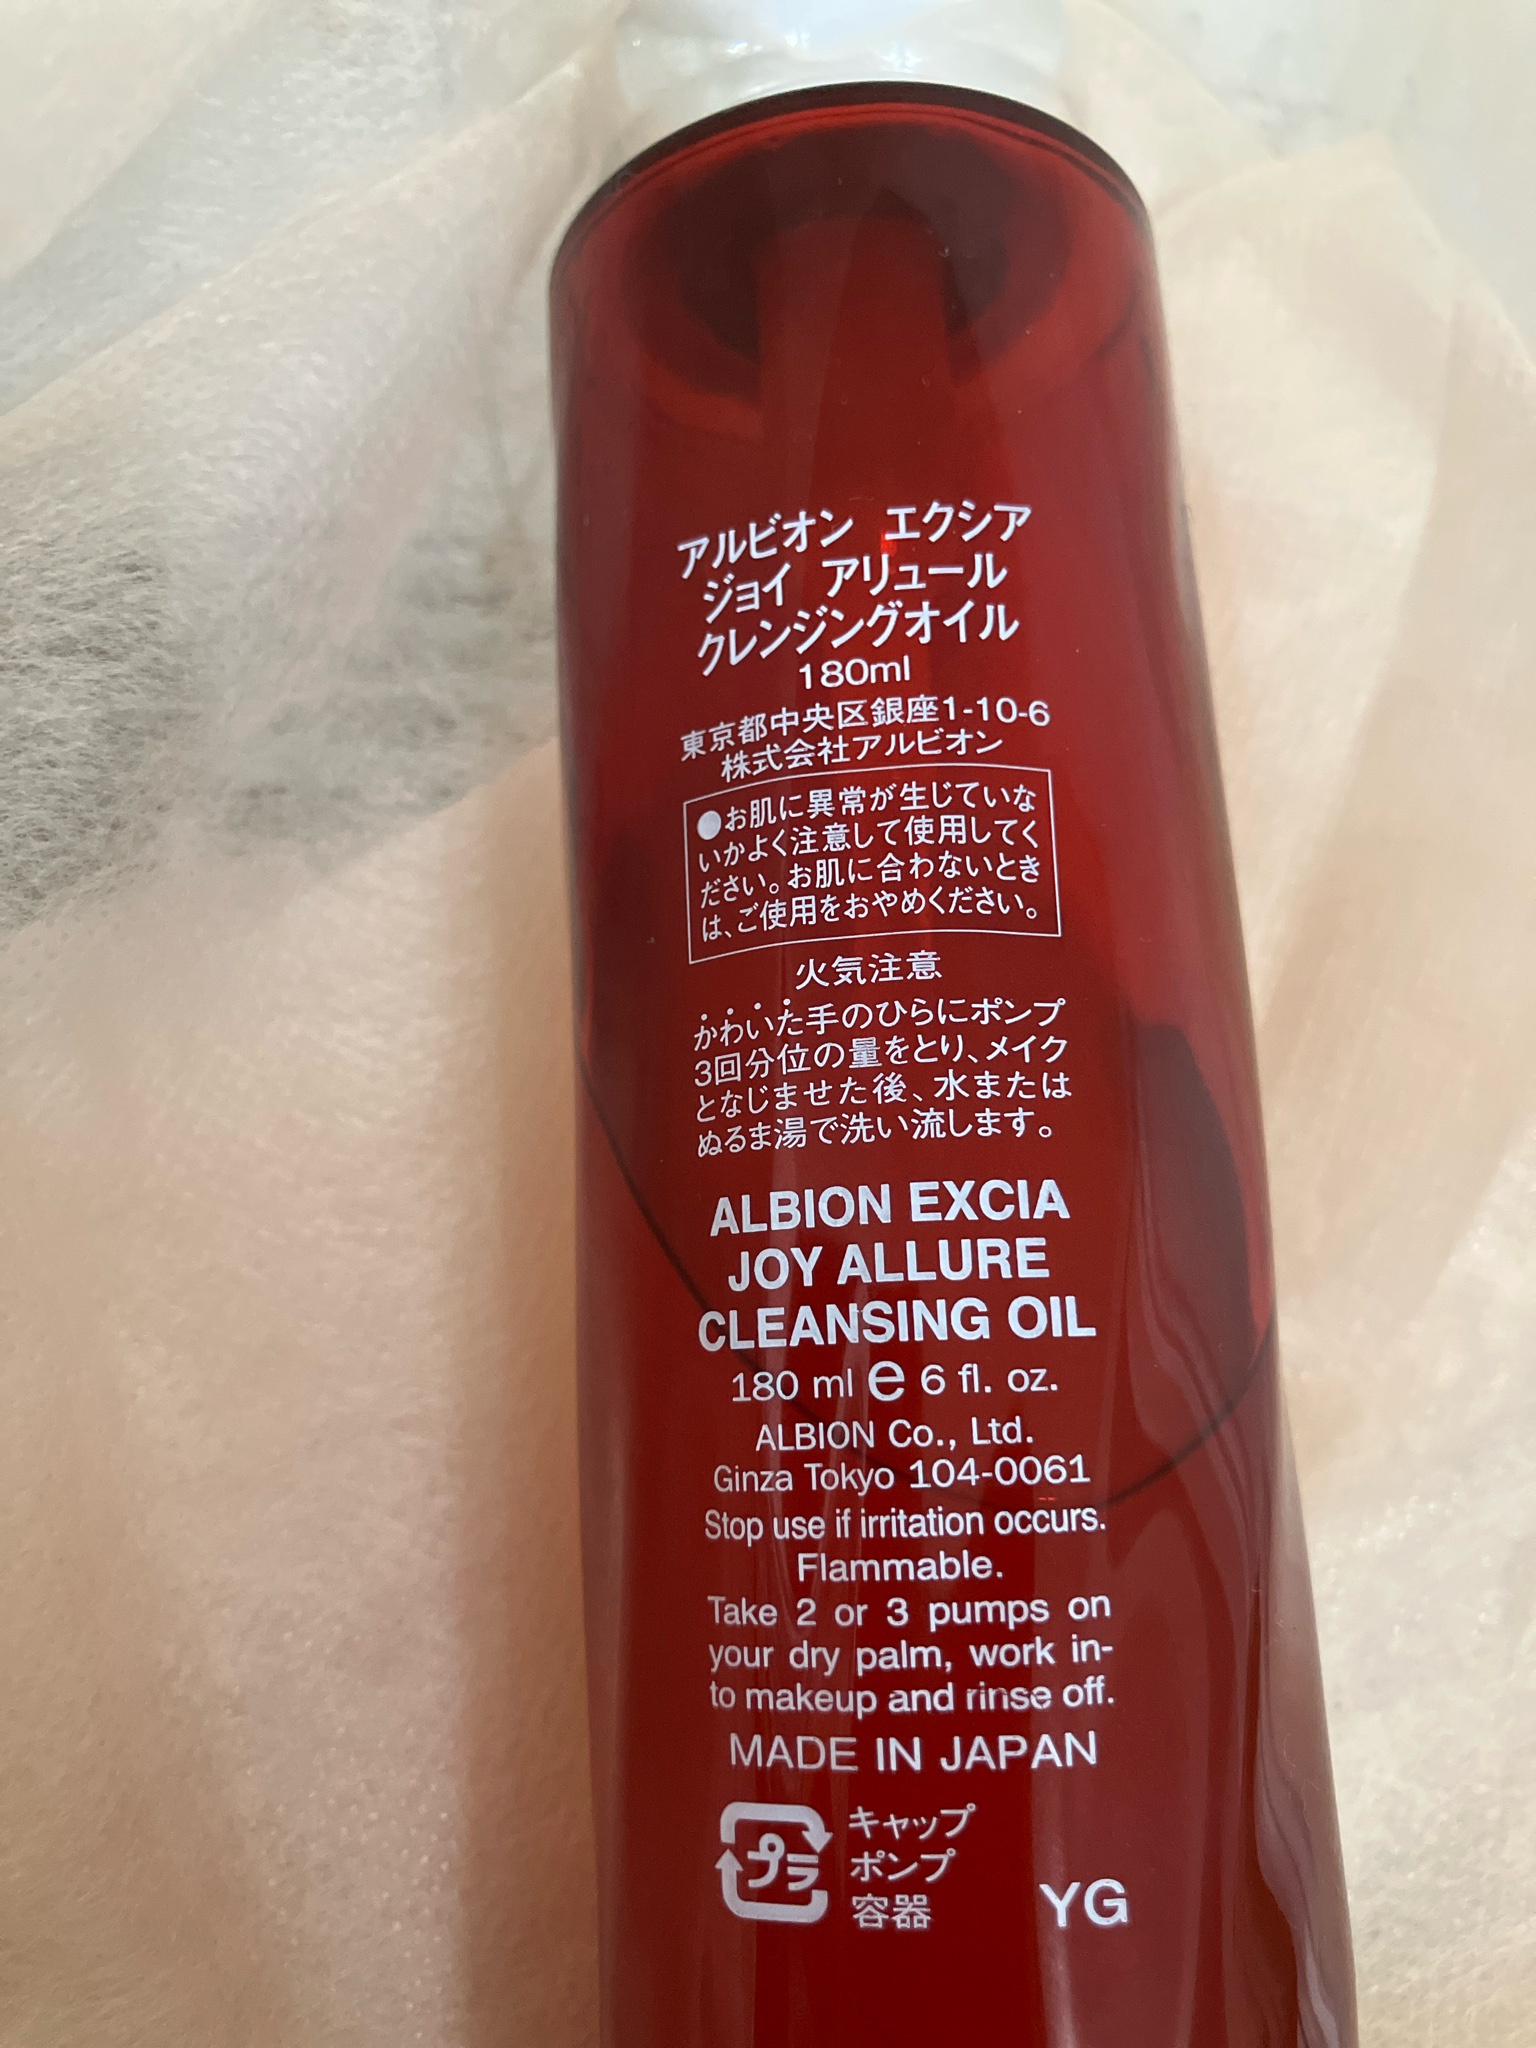 アルビオン エクシア
ジョイ アリュール
クレンジングオイル
180ml
東京都中央区銀座1-10-6
株式会社アルビオン
●お肌に異常が生じていな
いかよく注意して使用してく
ださい。お肌に合わないとき
は、ご使用をおやめください。
火気注意
かわいた手のひらにポンプ
3回分位の量をとり、メイク
となじませた後、水または
ぬるま湯で洗い流します。
ALBION EXCIA
JOY ALLURE
CLEANSING OIL
180 ml e 6 fl. oz.
ALBION Co., Ltd.
Ginza Tokyo 104-0061
Stop use if irritation occurs.
Flammable.
Take 2 or 3 pumps on
your dry palm, work in-
to makeup and rinse off.
MADE IN JAPAN
プラ
キャップ
ポンプ
容器
YG